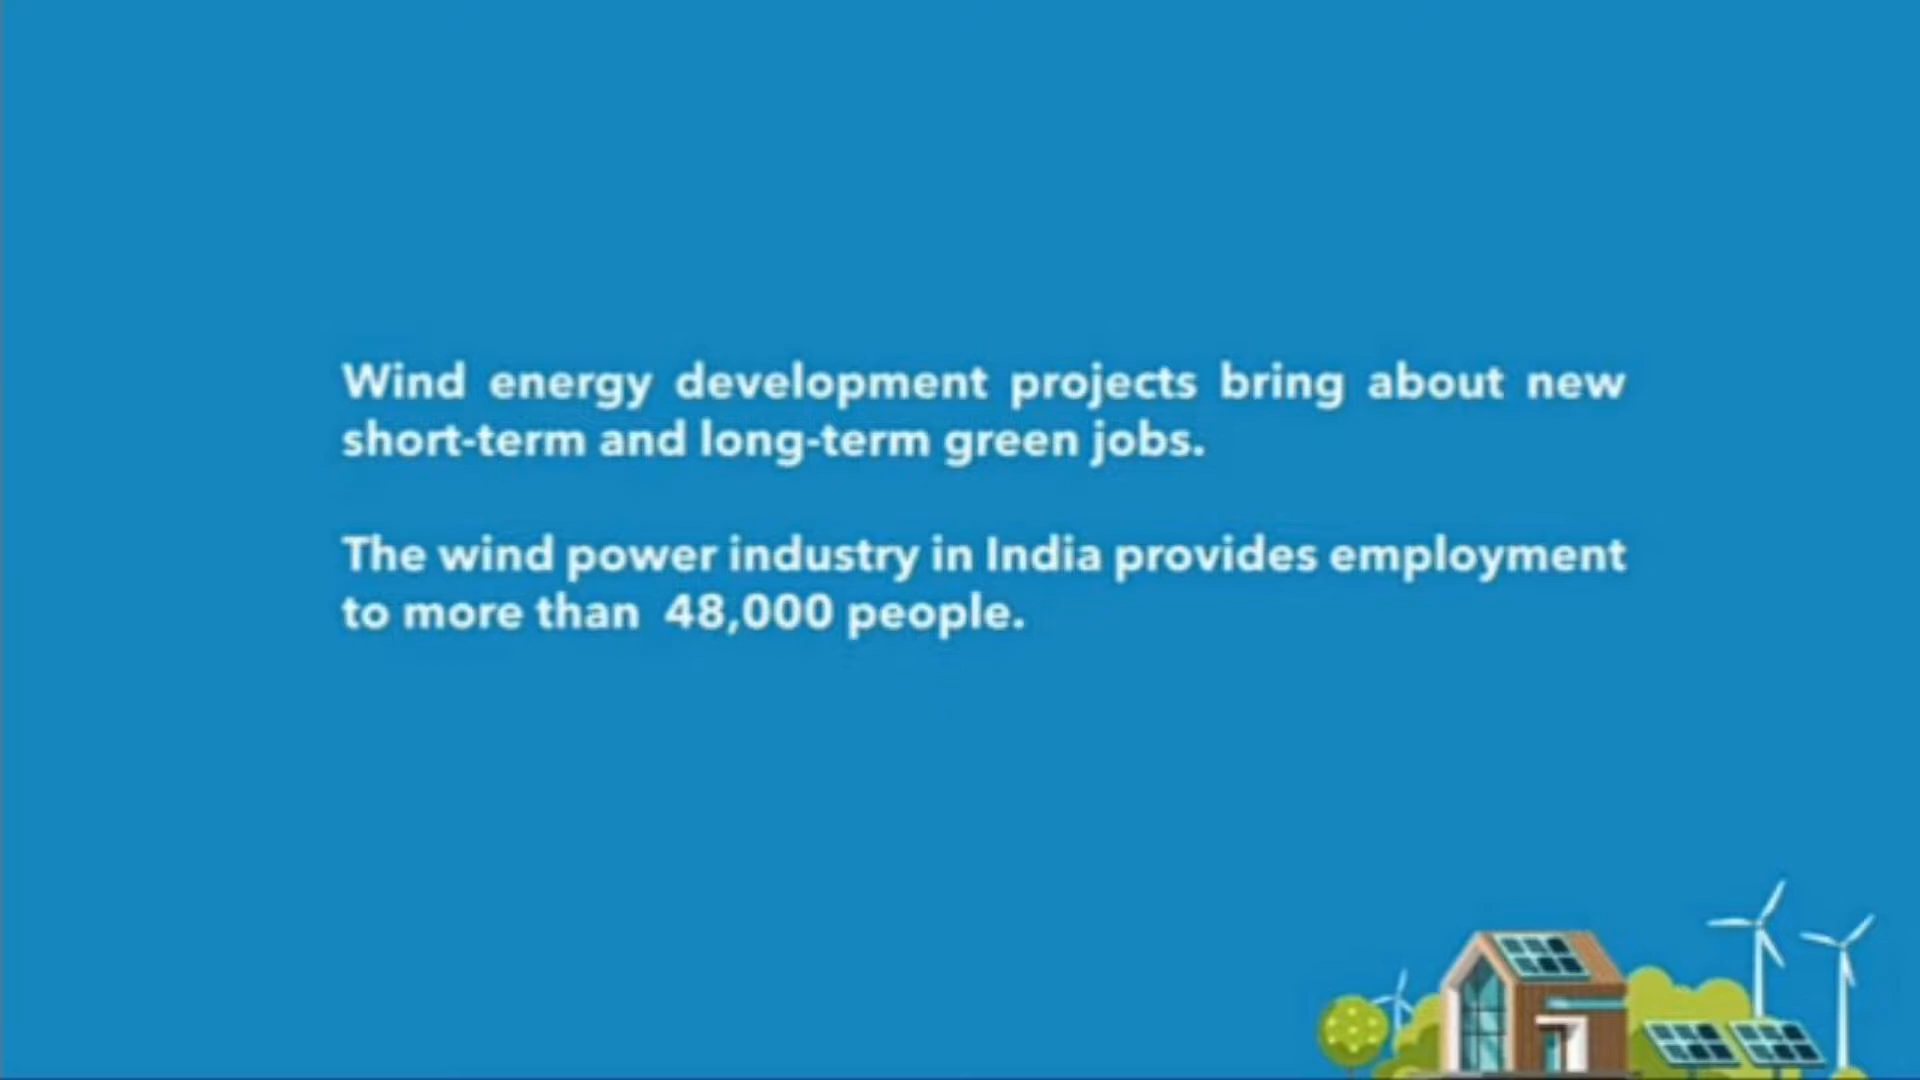 Wind energy development projects bring about new
short-term and long-term green jobs.
The wind power industry in India provides employment
to more than 48,000 people.